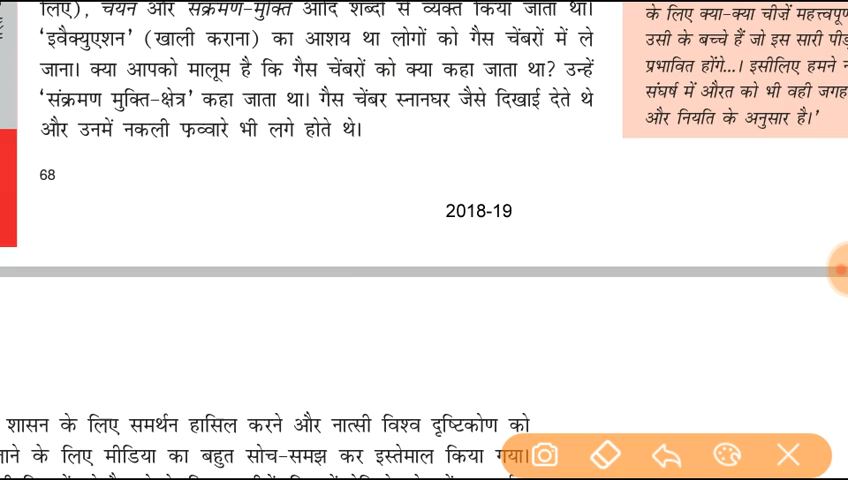 लिए), चयन और संक्रमण-मुक्ति आदि शब्दों से व्यक्त किया जाता था।
‘इवैक्युएशन’ (खाली कराना) का आशय था लोगों को गैस चेंबरों में ले
जाना। क्या आपको मालूम है कि गैस चेंबरों को क्या कहा जाता था? उन्हें
‘संक्रमण मुक्ति-क्षेत्र’ कहा जाता था। गैस चेंबर स्नानघर जैसे दिखाई देते थे
और उनमें नकली फव्वारे भी लगे होते थे।
68
के लिए क्या-क्या चीज़ें महत्त्वपूर्ण
उसी के बच्चे हैं जो इस सारी
प्रभावित होंगे...। इसीलिए हमने
संघर्ष में औरत को भी वही जगह
और नियति के अनुसार है।’
2018-19
शासन के लिए समर्थन हासिल करने और नात्सी विश्व दृष्टिकोण को
के लिए मीडिया का बहुत सोच-समझ कर इस्तेमाल किया गया।